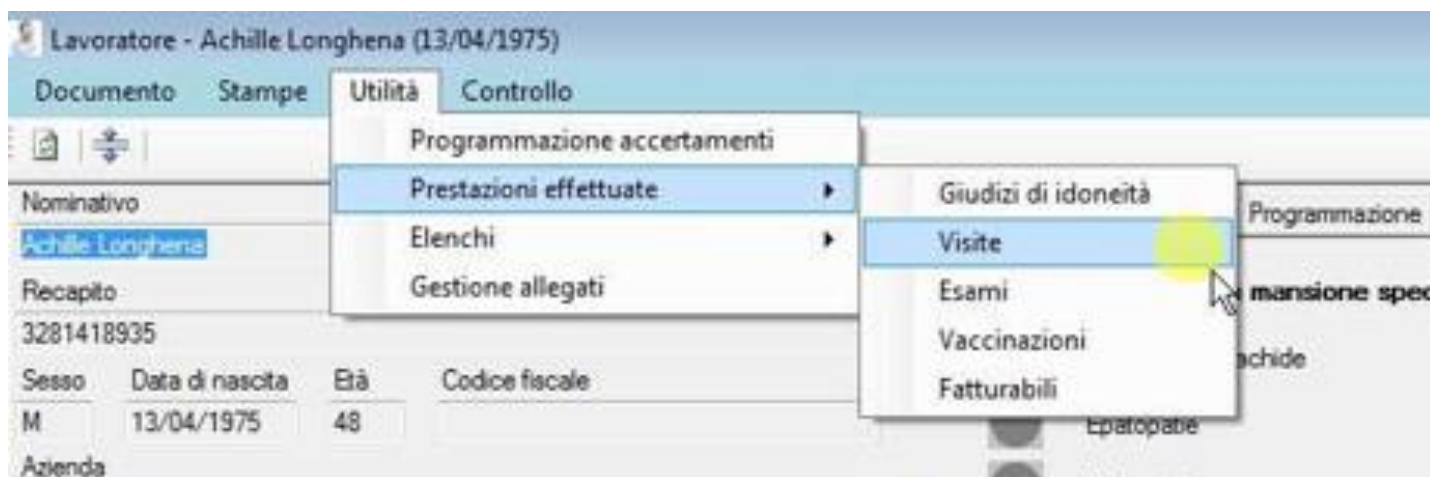 Lavoratore - Achille Longhena (13/04/1975)
Documento Stampe Utilità Controllo
Programmazione accertamenti
Prestazioni effettuate
Elenchi
Gestione allegati
Giudizi di idoneità
Visite
Esami
Vaccinazioni
Fatturabili
Nominativo
Achille Longhena
Recapito
3281418935
Sesso Data di nascita Età Codice fiscale
M 13/04/1975 48
Azienda
Programmazione
mansione spec
achide
Epatopatie